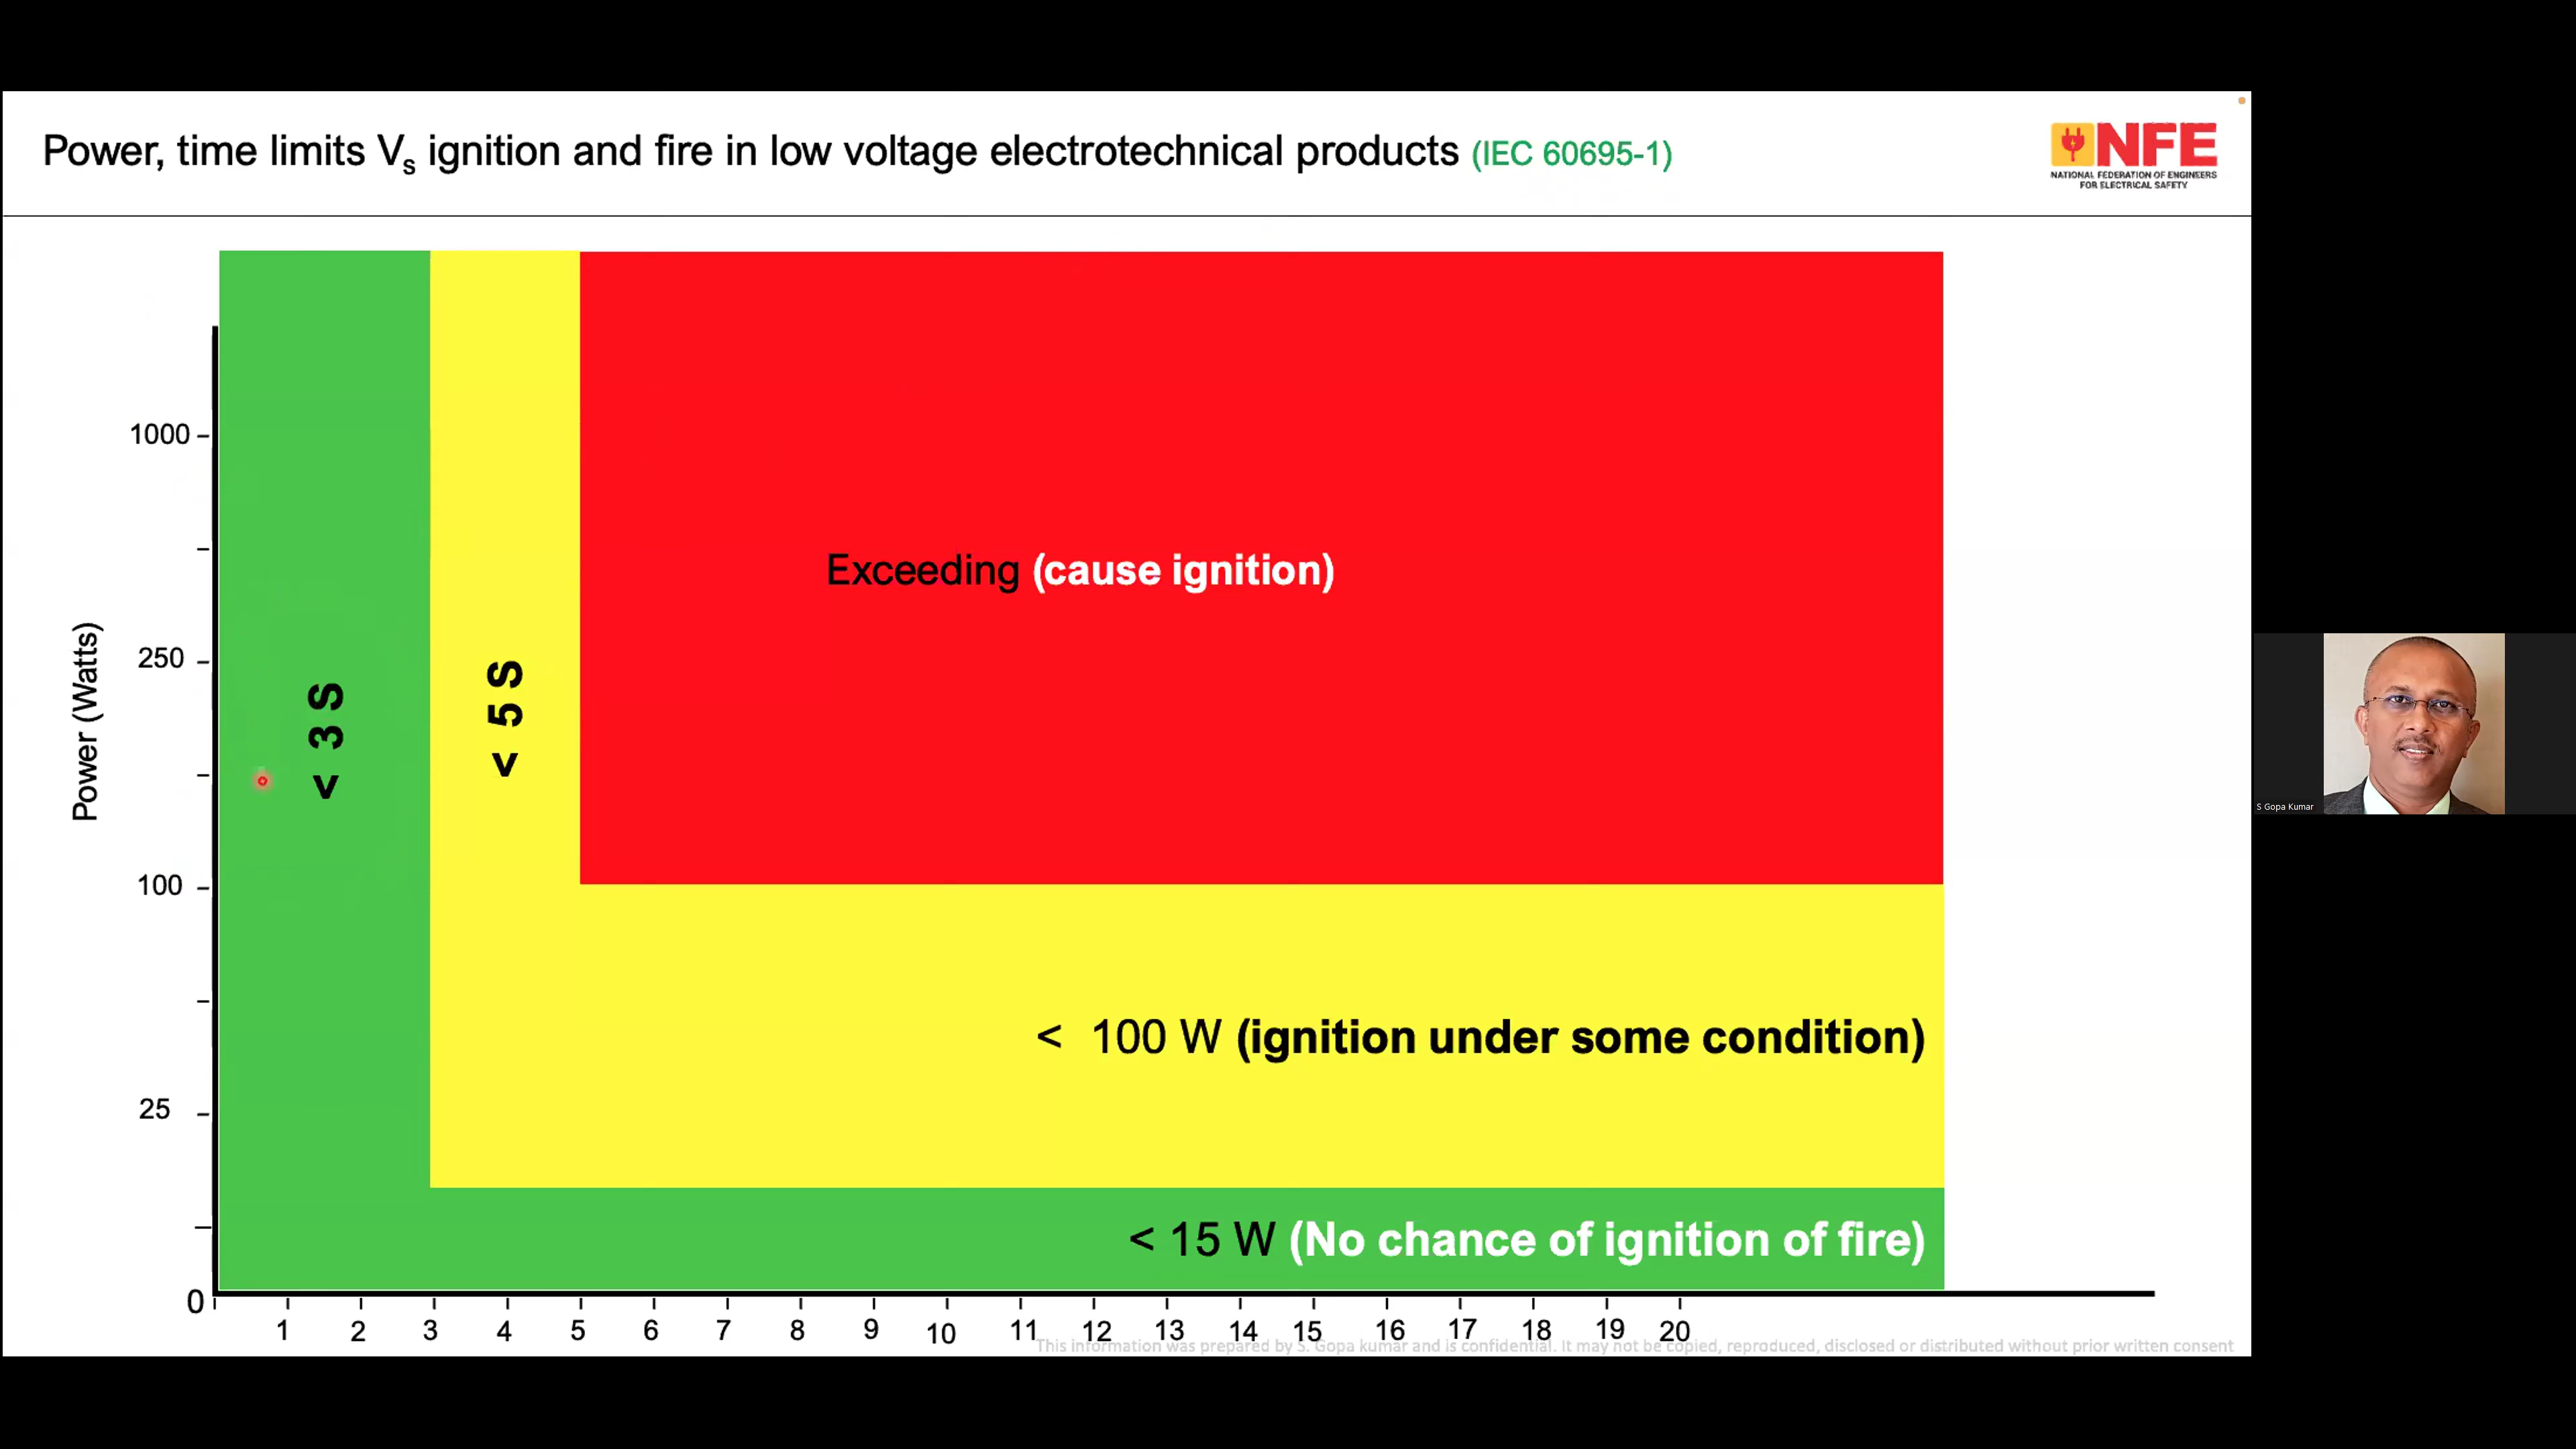 Power, time limits Vs ignition and fire in low voltage electrotechnical products (IEC 60695-1)
NFE
NATIONAL FEDERATION OF ENGINEERS
FOR ELECTRICAL SAFETY
Power (Watts)
1000
250
100
25
0
< 3 S
< 5 S
Exceeding (cause ignition)
< 100 W (ignition under some condition)
< 15 W (No chance of ignition of fire)
1 2 3 4 5 6 7 8 9 10 11 12 13 14 15 16 17 18 19 20
This information was prepared by S. Gopa kumar and is confidential. It may not be copied, reproduced, disclosed or distributed without prior written consent
S Gopa Kumar